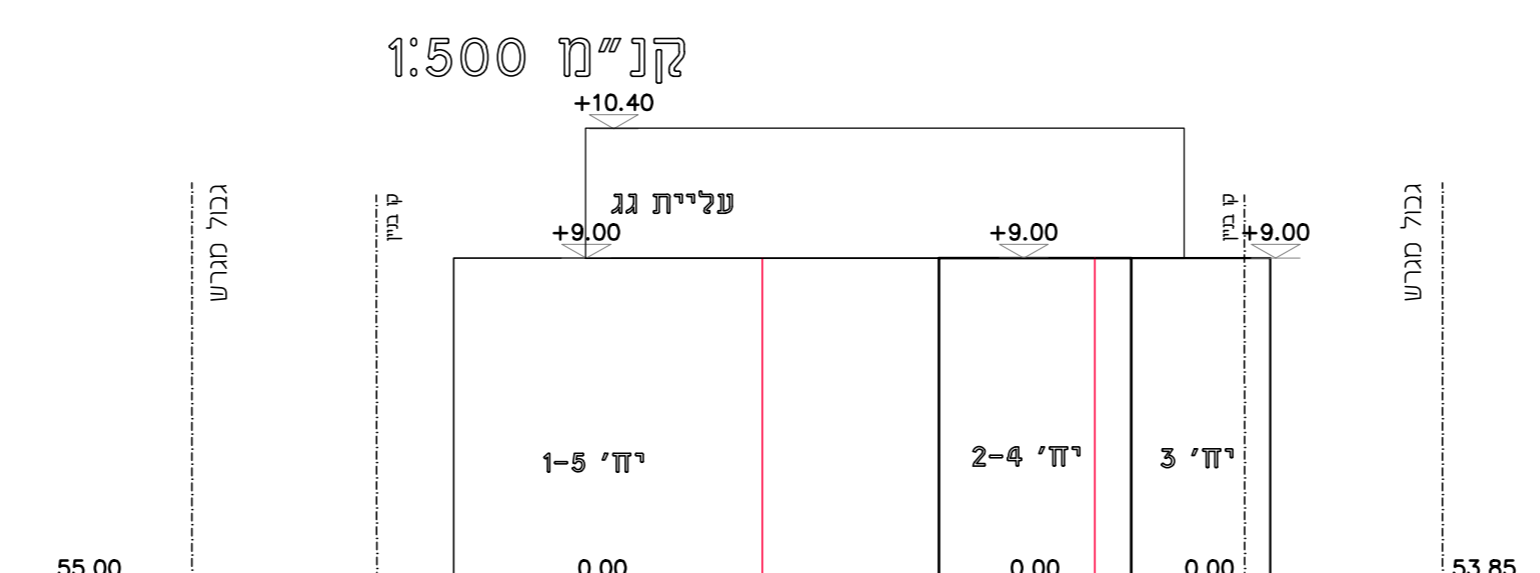 קנ״מ 1:500
+10.40
גבול מגרש
קו בניין
עליית גג
קו בניין
גבול מגרש
+9.00
+9.00
+9.00
יח׳ 1-5
יח׳ 2-4
יח׳ 3
55.00
0.00
0.00
0.00
53.85